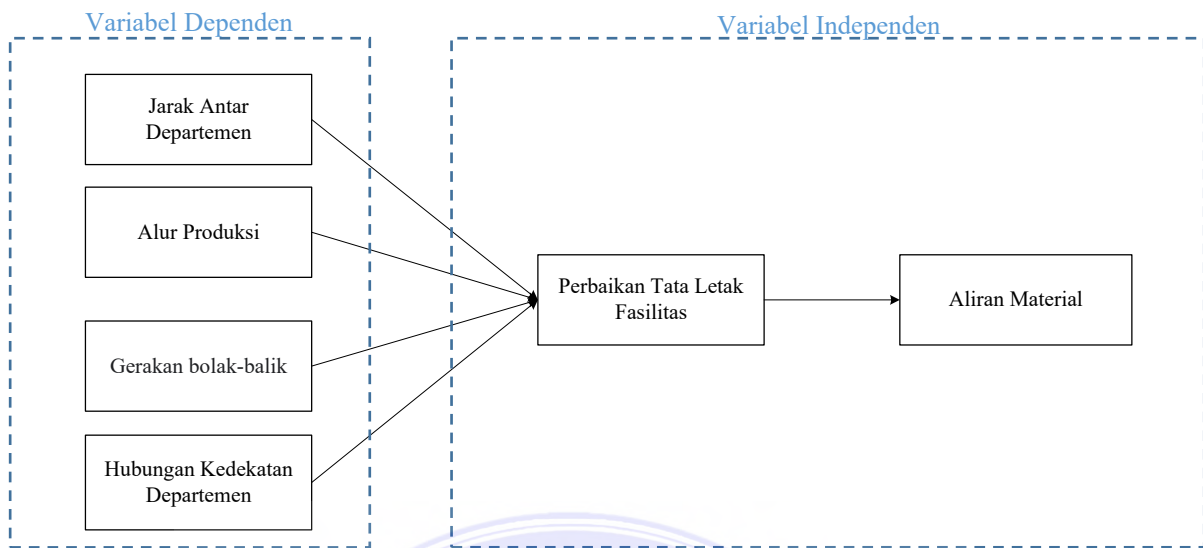 Variabel Dependen
Variabel Independen
Jarak Antar
Departemen
Alur Produksi
Gerakan bolak-balik
Hubungan Kedekatan
Departemen
Perbaikan Tata Letak
Fasilitas
Aliran Material